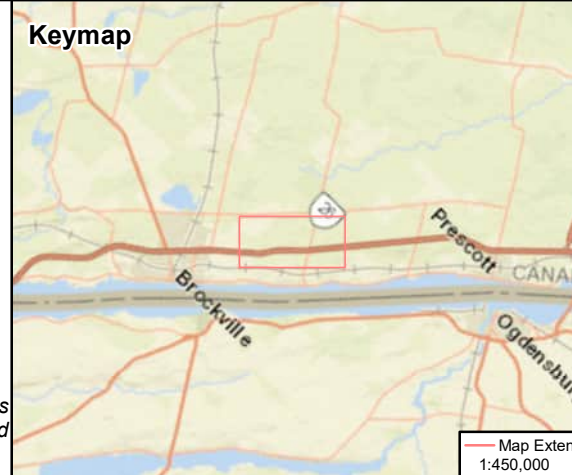 Keymap
Prescott
CANA
Brockville
Ogdensbu
s
d
Map Exten
1:450,000